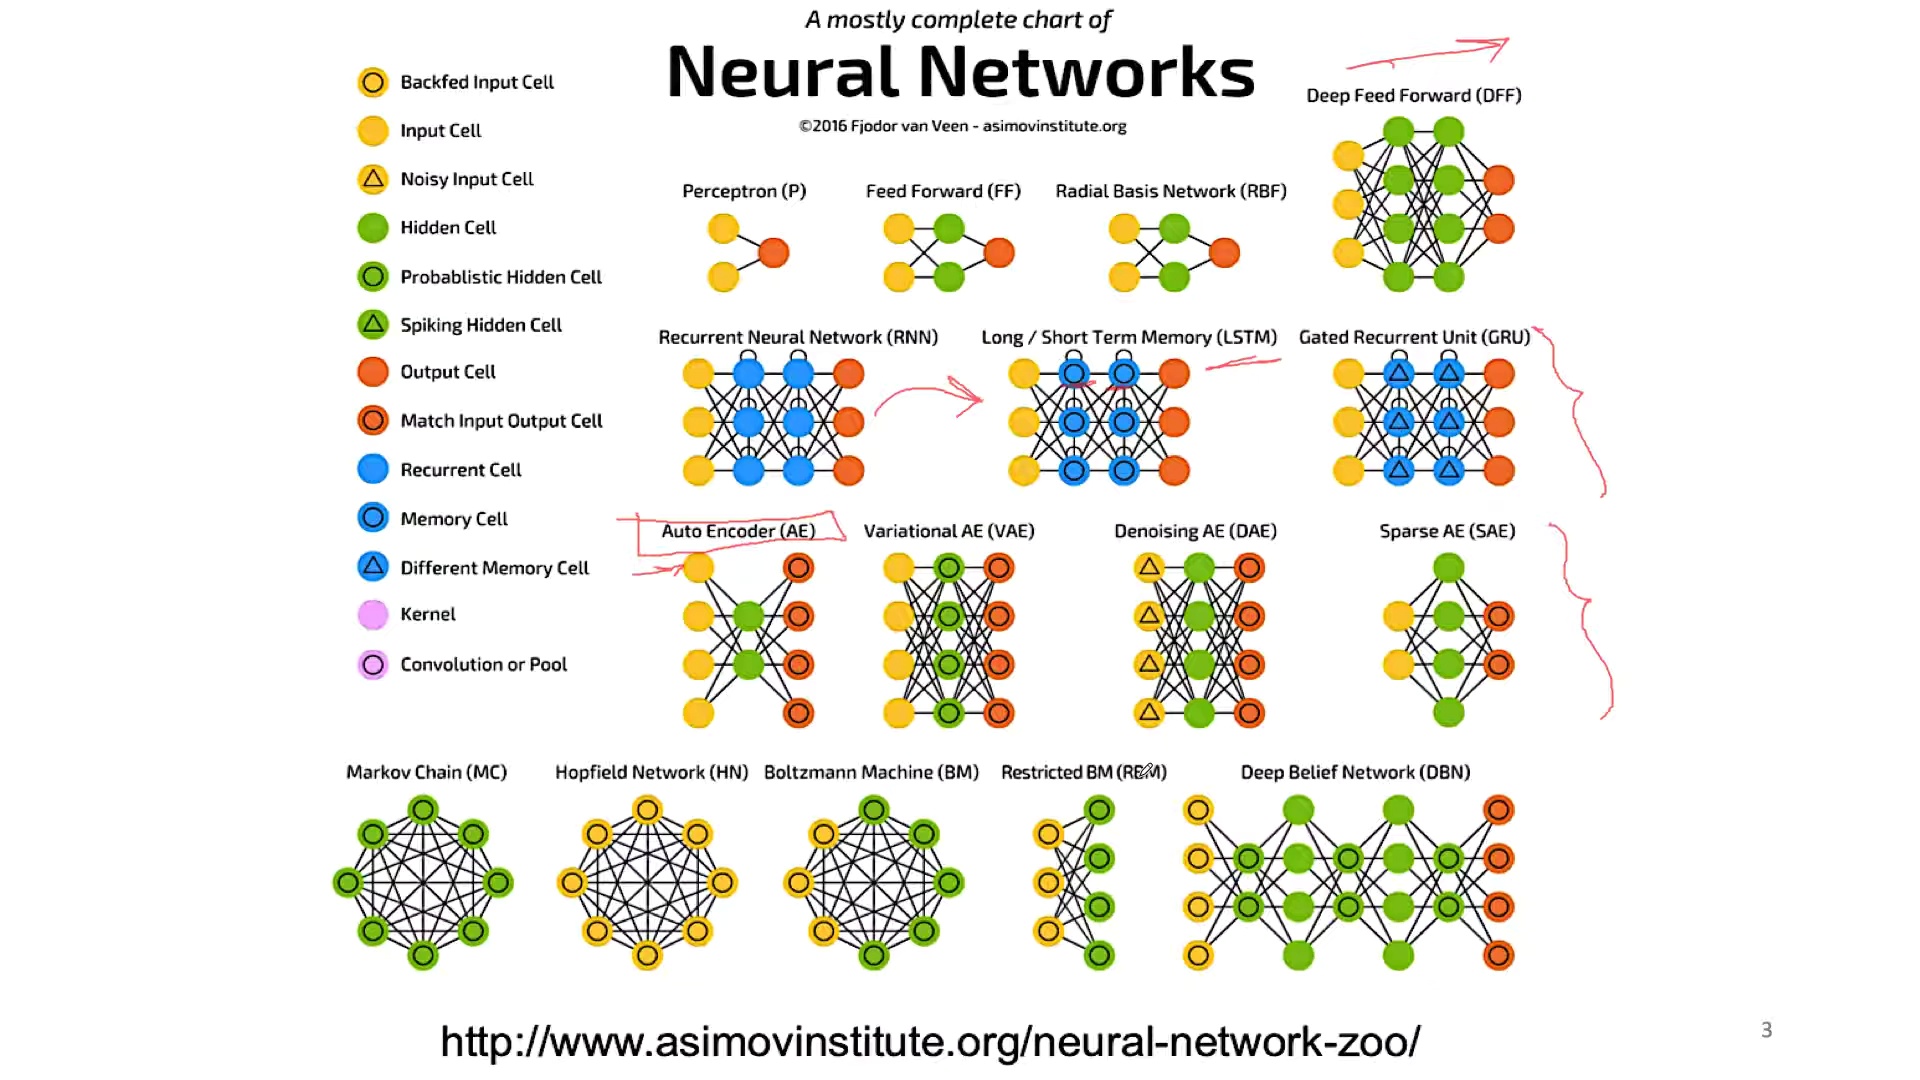 A mostly complete chart of
Neural Networks
©2016 Fjodor van Veen - asimovinstitute.org
Backfed Input Cell
Input Cell
Noisy Input Cell
Hidden Cell
Probablistic Hidden Cell
Spiking Hidden Cell
Output Cell
Match Input Output Cell
Recurrent Cell
Memory Cell
Different Memory Cell
Kernel
Convolution or Pool
Deep Feed Forward (DFF)
Perceptron (P)
Feed Forward (FF)
Radial Basis Network (RBF)
Recurrent Neural Network (RNN)
Long / Short Term Memory (LSTM)
Gated Recurrent Unit (GRU)
Auto Encoder (AE)
Variational AE (VAE)
Denoising AE (DAE)
Sparse AE (SAE)
Markov Chain (MC)
Hopfield Network (HN)
Boltzmann Machine (BM)
Restricted BM (RBM)
Deep Belief Network (DBN)
http://www.asimovinstitute.org/neural-network-zoo/
3